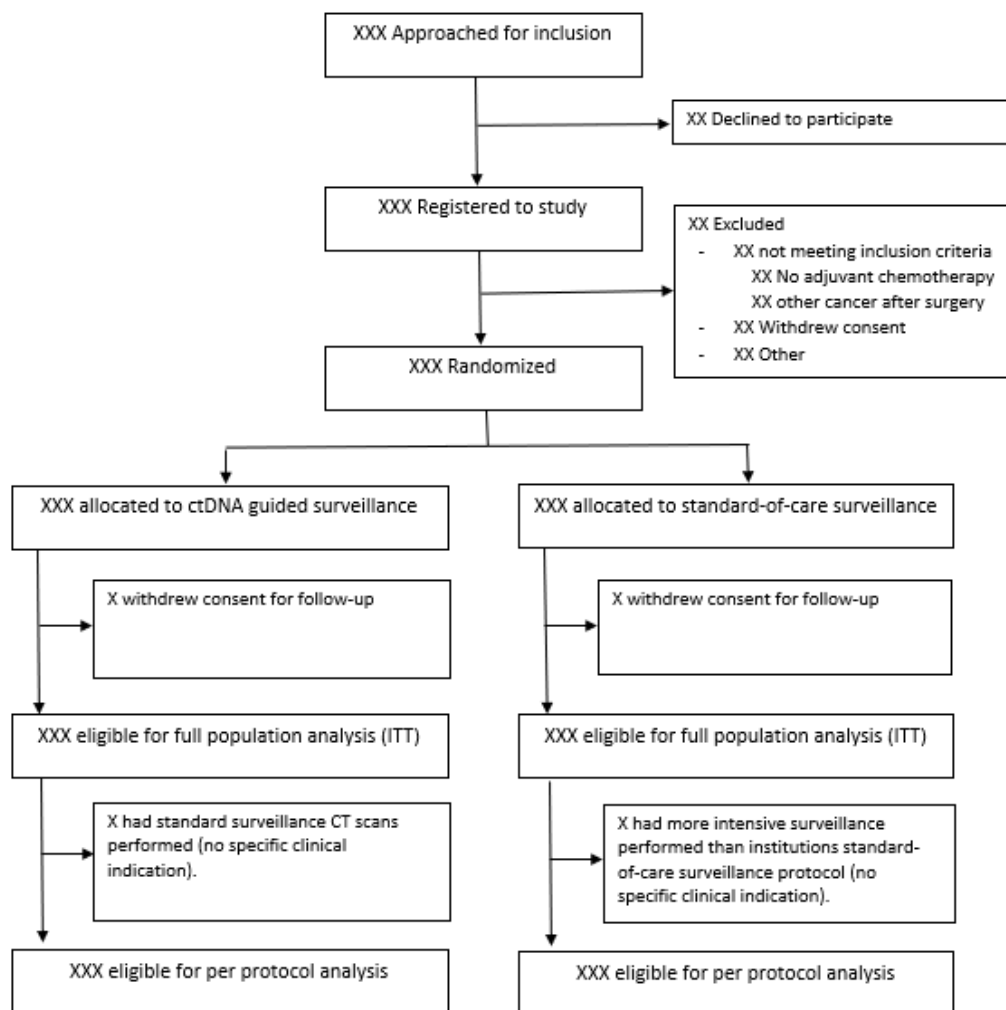 XXX Approached for inclusion
XX Declined to participate
XXX Registered to study
XX Excluded
- XX not meeting inclusion criteria
XX No adjuvant chemotherapy
XX other cancer after surgery
- XX Withdrew consent
- XX Other
XXX Randomized
XXX allocated to ctDNA guided surveillance
XXX allocated to standard-of-care surveillance
X withdrew consent for follow-up
X withdrew consent for follow-up
XXX eligible for full population analysis (ITT)
XXX eligible for full population analysis (ITT)
X had standard surveillance CT scans
performed (no specific clinical
indication).
X had more intensive surveillance
performed than institutions standard-
of-care surveillance protocol (no
specific clinical indication).
XXX eligible for per protocol analysis
XXX eligible for per protocol analysis